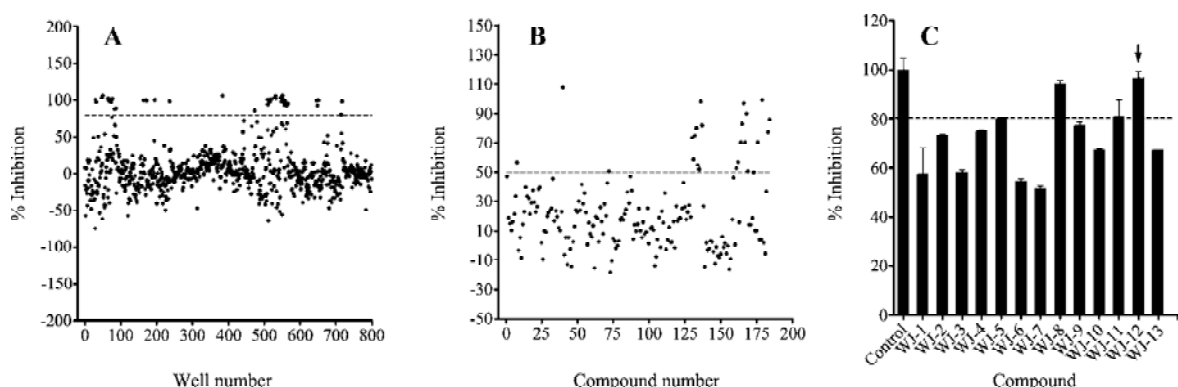 A
% Inhibition
200
150
100
50
0
-50
-100
-150
-200
0 100 200 300 400 500 600 700 800
Well number
B
% Inhibition
150
130
110
90
70
50
30
10
-10
-30
-50
0 25 50 75 100 125 150 175 200
Compound number
C
% Inhibition
120
100
80
60
40
20
0
Control WJ-1 WJ-2 WJ-3 WJ-4 WJ-5 WJ-6 WJ-7 WJ-8 WJ-9 WJ-10 WJ-11 WJ-12 WJ-13
Compound